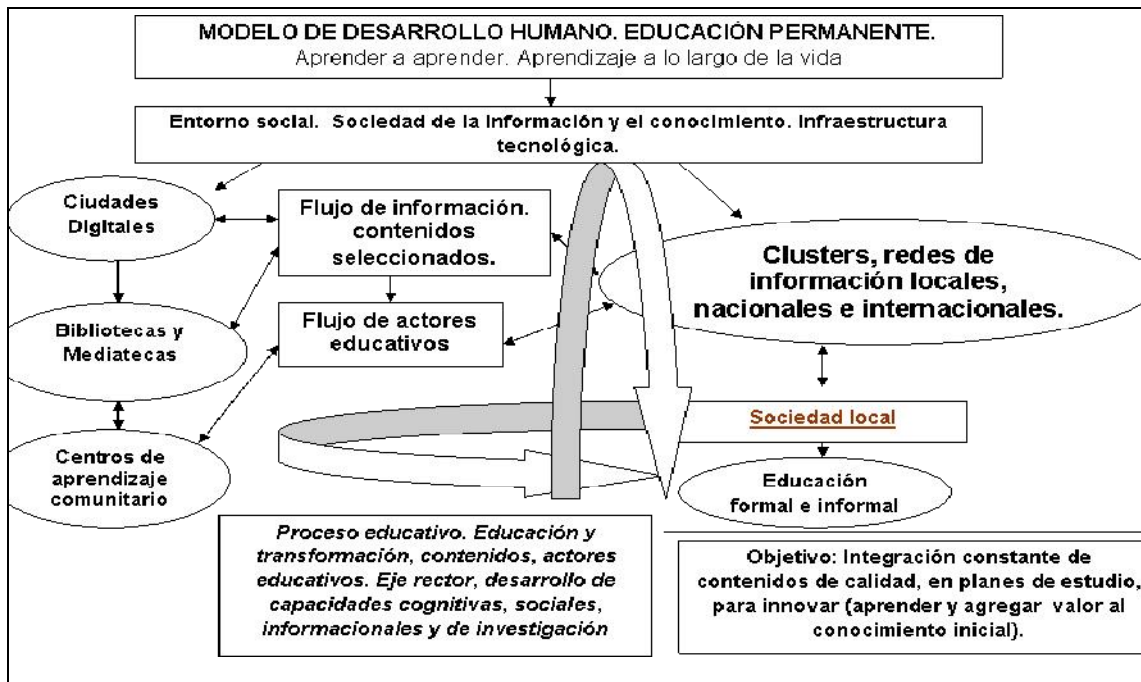 MODELO DE DESARROLLO HUMANO. EDUCACIÓN PERMANENTE.
Aprender a aprender. Aprendizaje a lo largo de la vida
Entorno social. Sociedad de la información y el conocimiento. Infraestructura
tecnológica.
Ciudades
Digitales
Flujo de información.
contenidos
seleccionados.
Clusters, redes de
información locales,
nacionales e internacionales.
Bibliotecas y
Mediatecas
Flujo de actores
educativos
Sociedad local
Centros de
aprendizaje
comunitario
Educación
formal e informal
Proceso educativo. Educación y
transformación, contenidos, actores
educativos. Eje rector, desarrollo de
capacidades cognitivas, sociales,
informacionales y de investigación
Objetivo: Integración constante de
contenidos de calidad, en planes de estudio,
para innovar (aprender y agregar valor al
conocimiento inicial).